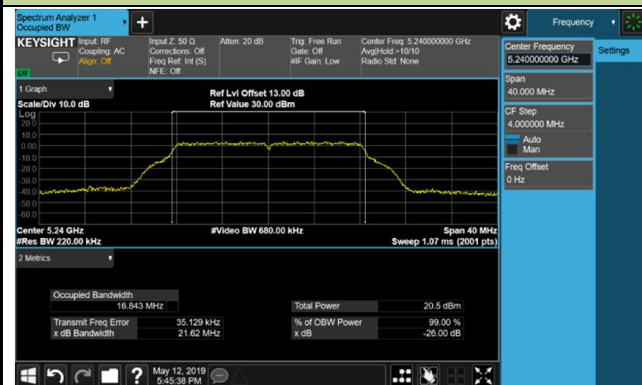 Spectrum Analyzer 1
Occupied BW
Frequency
KEYSIGHT
Input: RF
Coupling: AC
Align: Off
Input Z: 50 Ω
Corrections: Off
Freq Ref: Int (S)
NFE: Off
Atten: 20 dB
Trig: Free Run
Gate: Off
#IF Gain: Low
Center Freq: 5.240000000 GHz
Avg|Hold:>10/10
Radio Std: None
1 Graph
Scale/Div 10.0 dB
Ref Lvl Offset 13.00 dB
Ref Value 30.00 dBm
Log
20.0
10.0
0.00
-10.0
-20.0
-30.0
-40.0
-50.0
-60.0
Center 5.24 GHz
#Res BW 220.00 kHz
#Video BW 680.00 kHz
Span 40 MHz
Sweep 1.07 ms (2001 pts)
2 Metrics
Occupied Bandwidth
16.843 MHz
Transmit Freq Error 35.129 kHz
x dB Bandwidth 21.62 MHz
Total Power 20.5 dBm
% of OBW Power 99.00 %
x dB -26.00 dB
May 12, 2019
5:45:38 PM
Center Frequency
5.240000000 GHz
Span
40.000 MHz
CF Step
4.000000 MHz
Auto
Man
Freq Offset
0 Hz
Settings